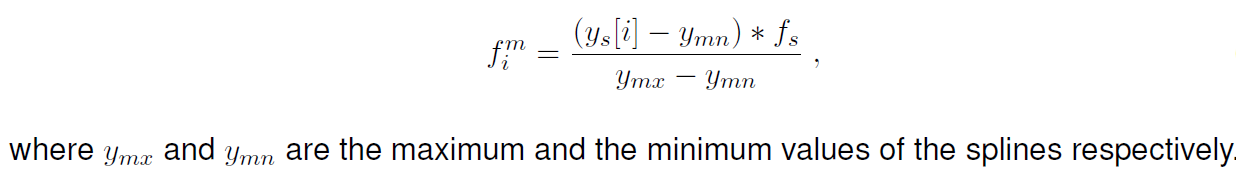 f_i^m = \frac{(y_s[i] - y_{mn}) * f_s}{y_{mx} - y_{mn}} ,
where y_{mx} and y_{mn} are the maximum and the minimum values of the splines respectively.